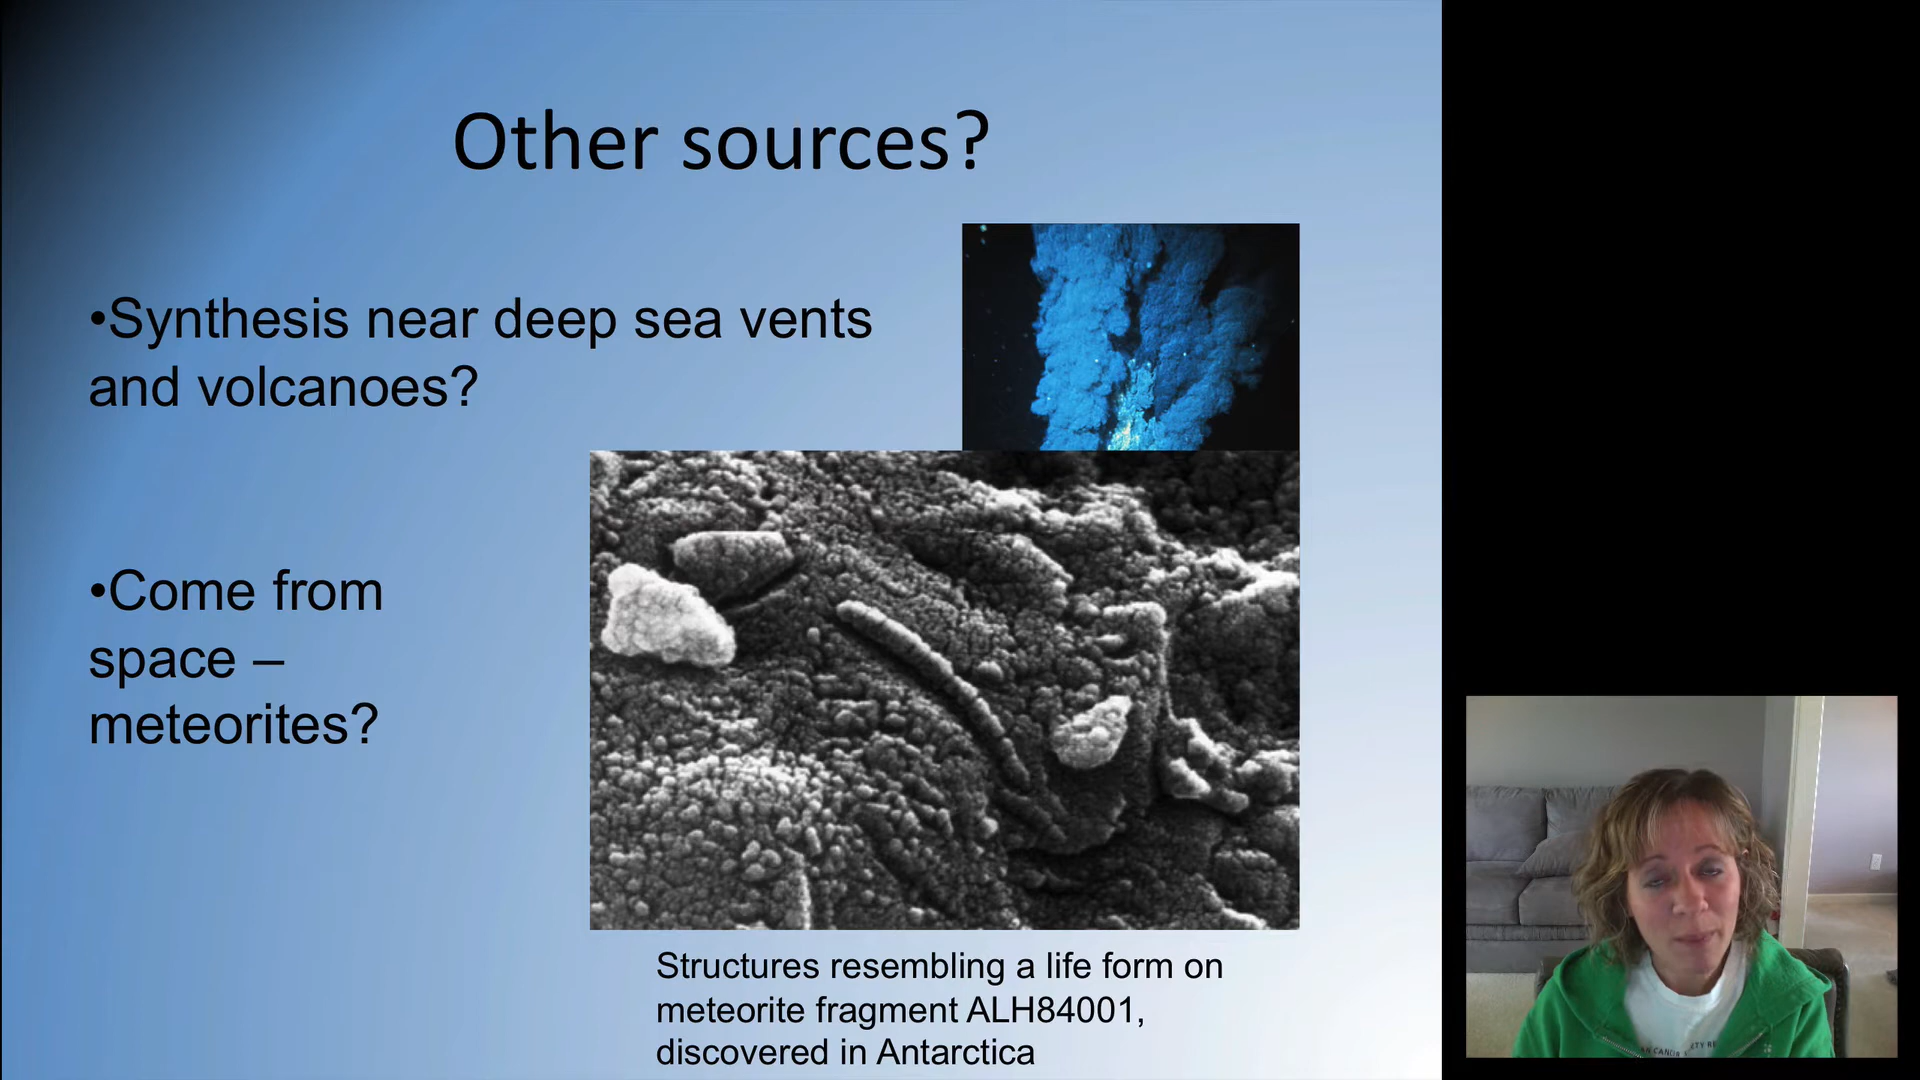 Other sources?
•Synthesis near deep sea vents
and volcanoes?
•Come from
space –
meteorites?
Structures resembling a life form on
meteorite fragment ALH84001,
discovered in Antarctica